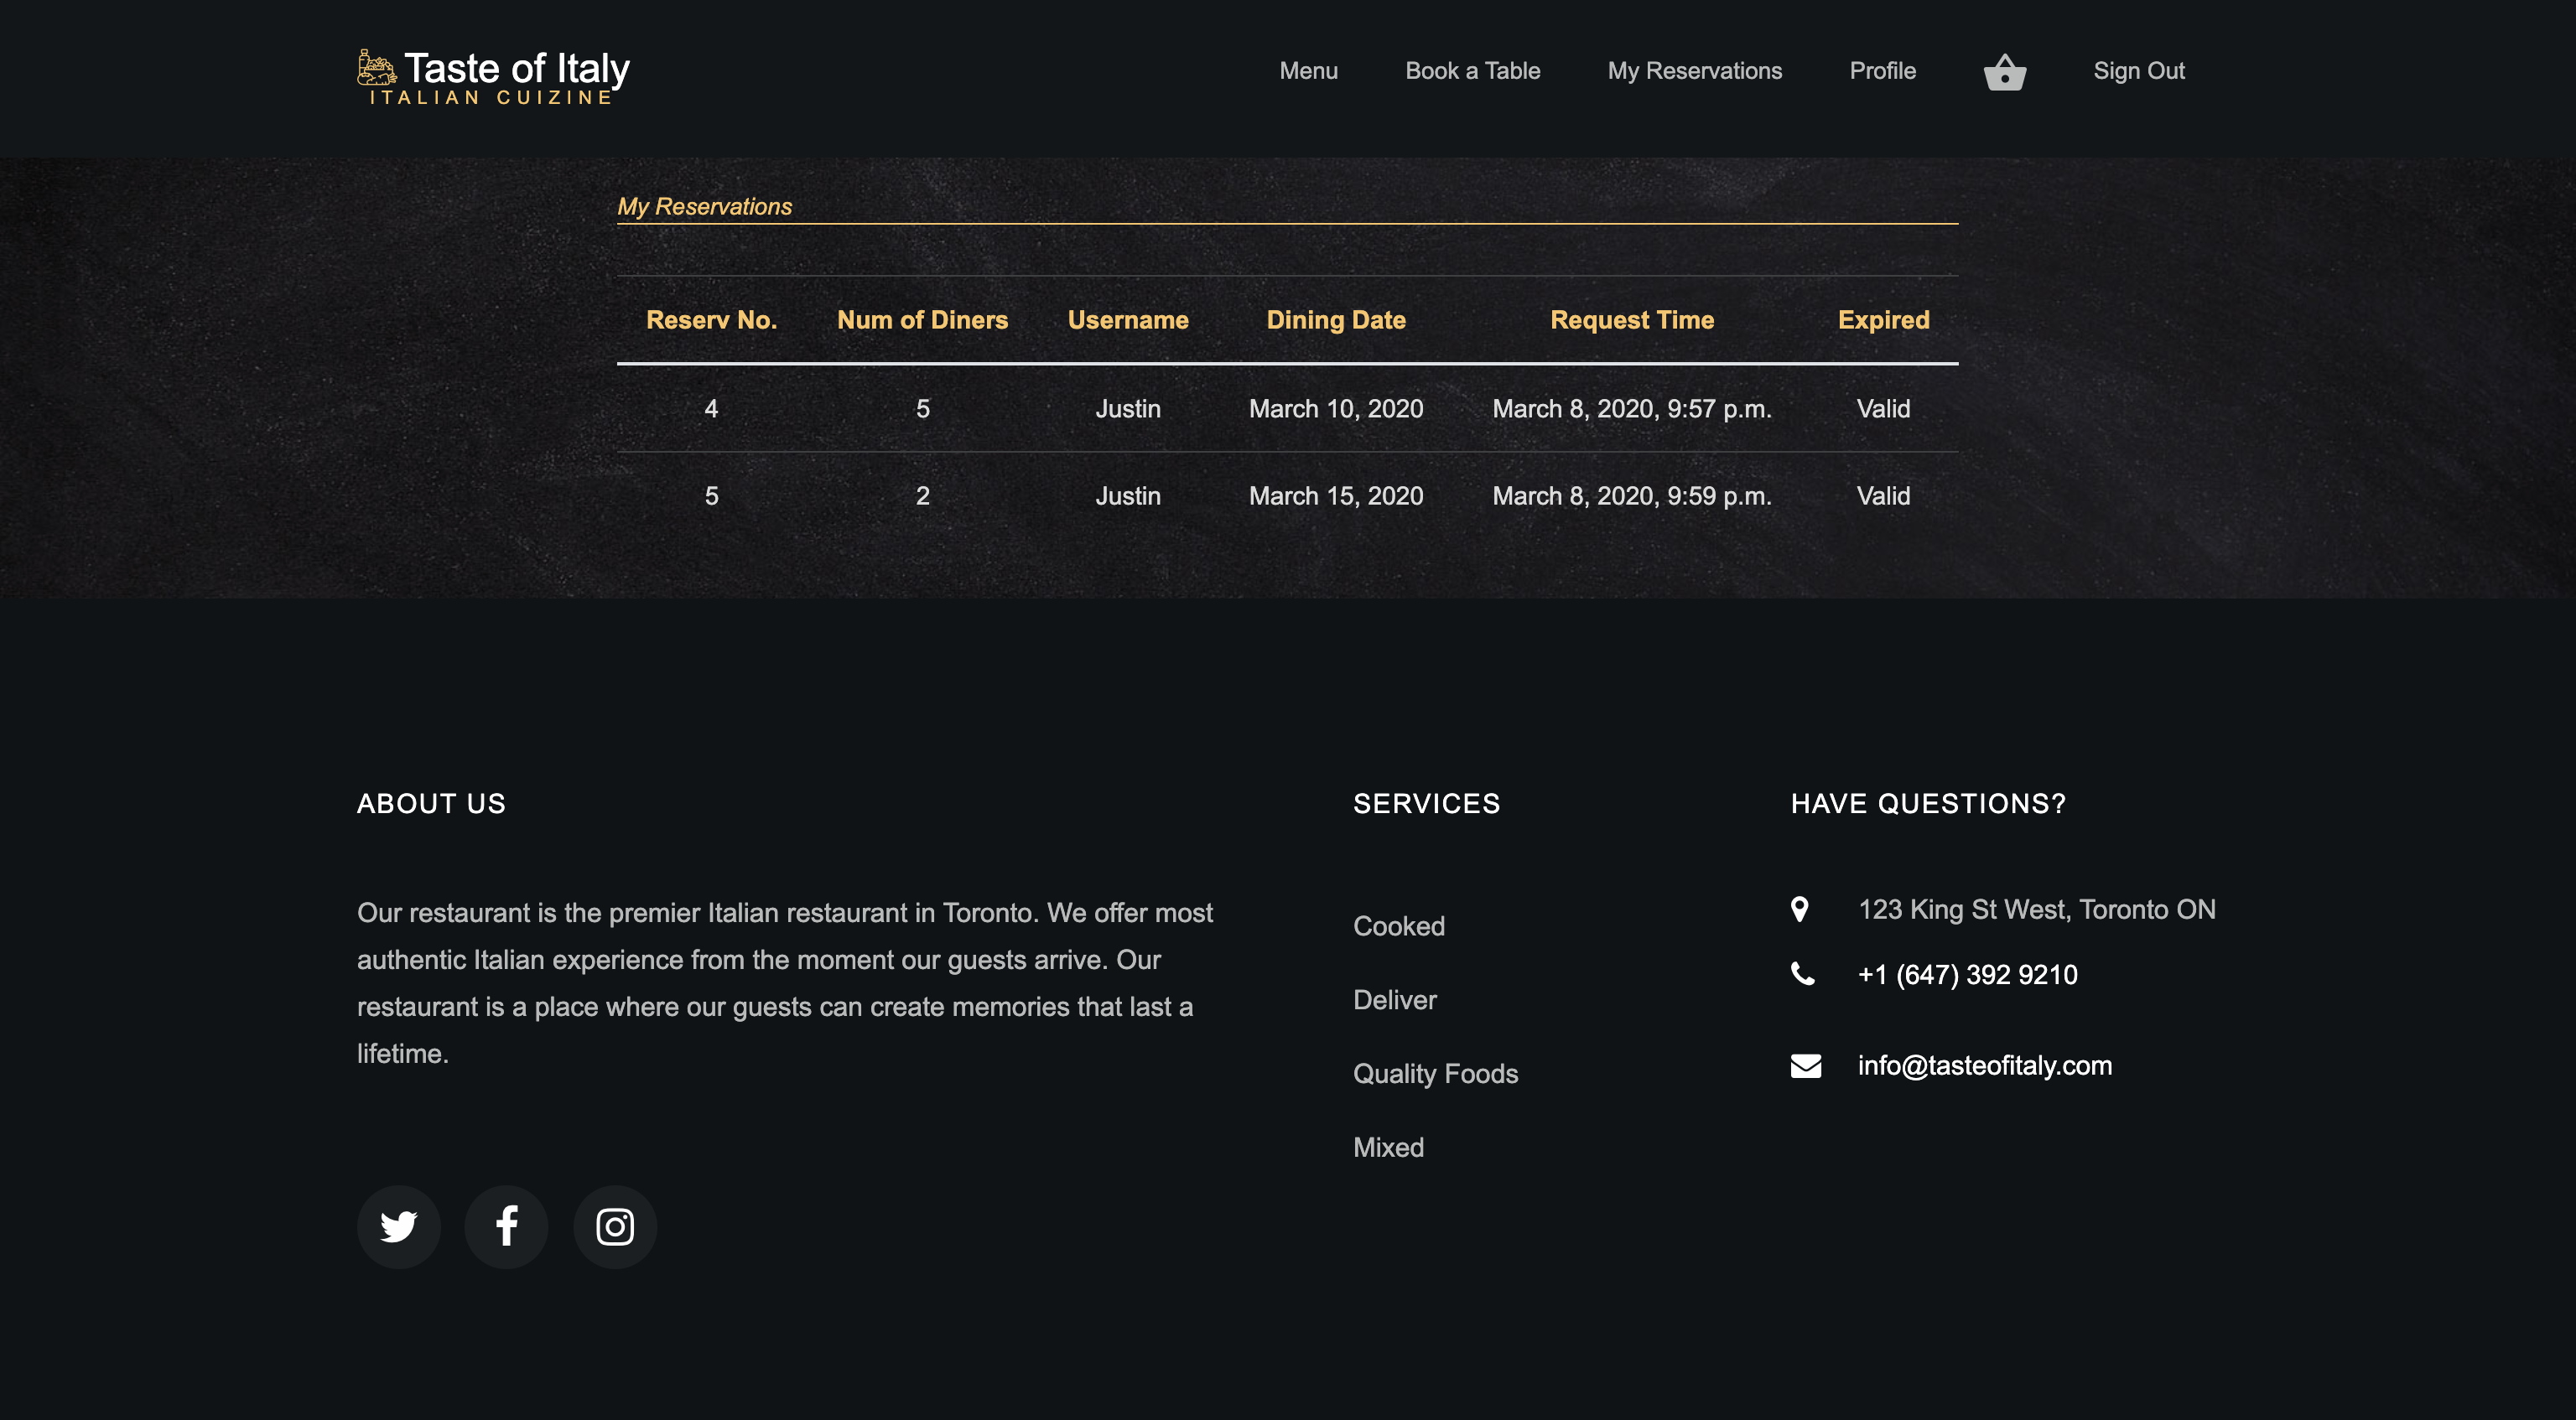 Taste of Italy
ITALIAN CUIZINE
Menu Book a Table My Reservations Profile Sign Out
My Reservations
Reserv No. Num of Diners Username Dining Date Request Time Expired
4 5 Justin March 10, 2020 March 8, 2020, 9:57 p.m. Valid
5 2 Justin March 15, 2020 March 8, 2020, 9:59 p.m. Valid
ABOUT US
Our restaurant is the premier Italian restaurant in Toronto. We offer most
authentic Italian experience from the moment our guests arrive. Our
restaurant is a place where our guests can create memories that last a
lifetime.
SERVICES
Cooked
Deliver
Quality Foods
Mixed
HAVE QUESTIONS?
123 King St West, Toronto ON
+1 (647) 392 9210
info@tasteofitaly.com